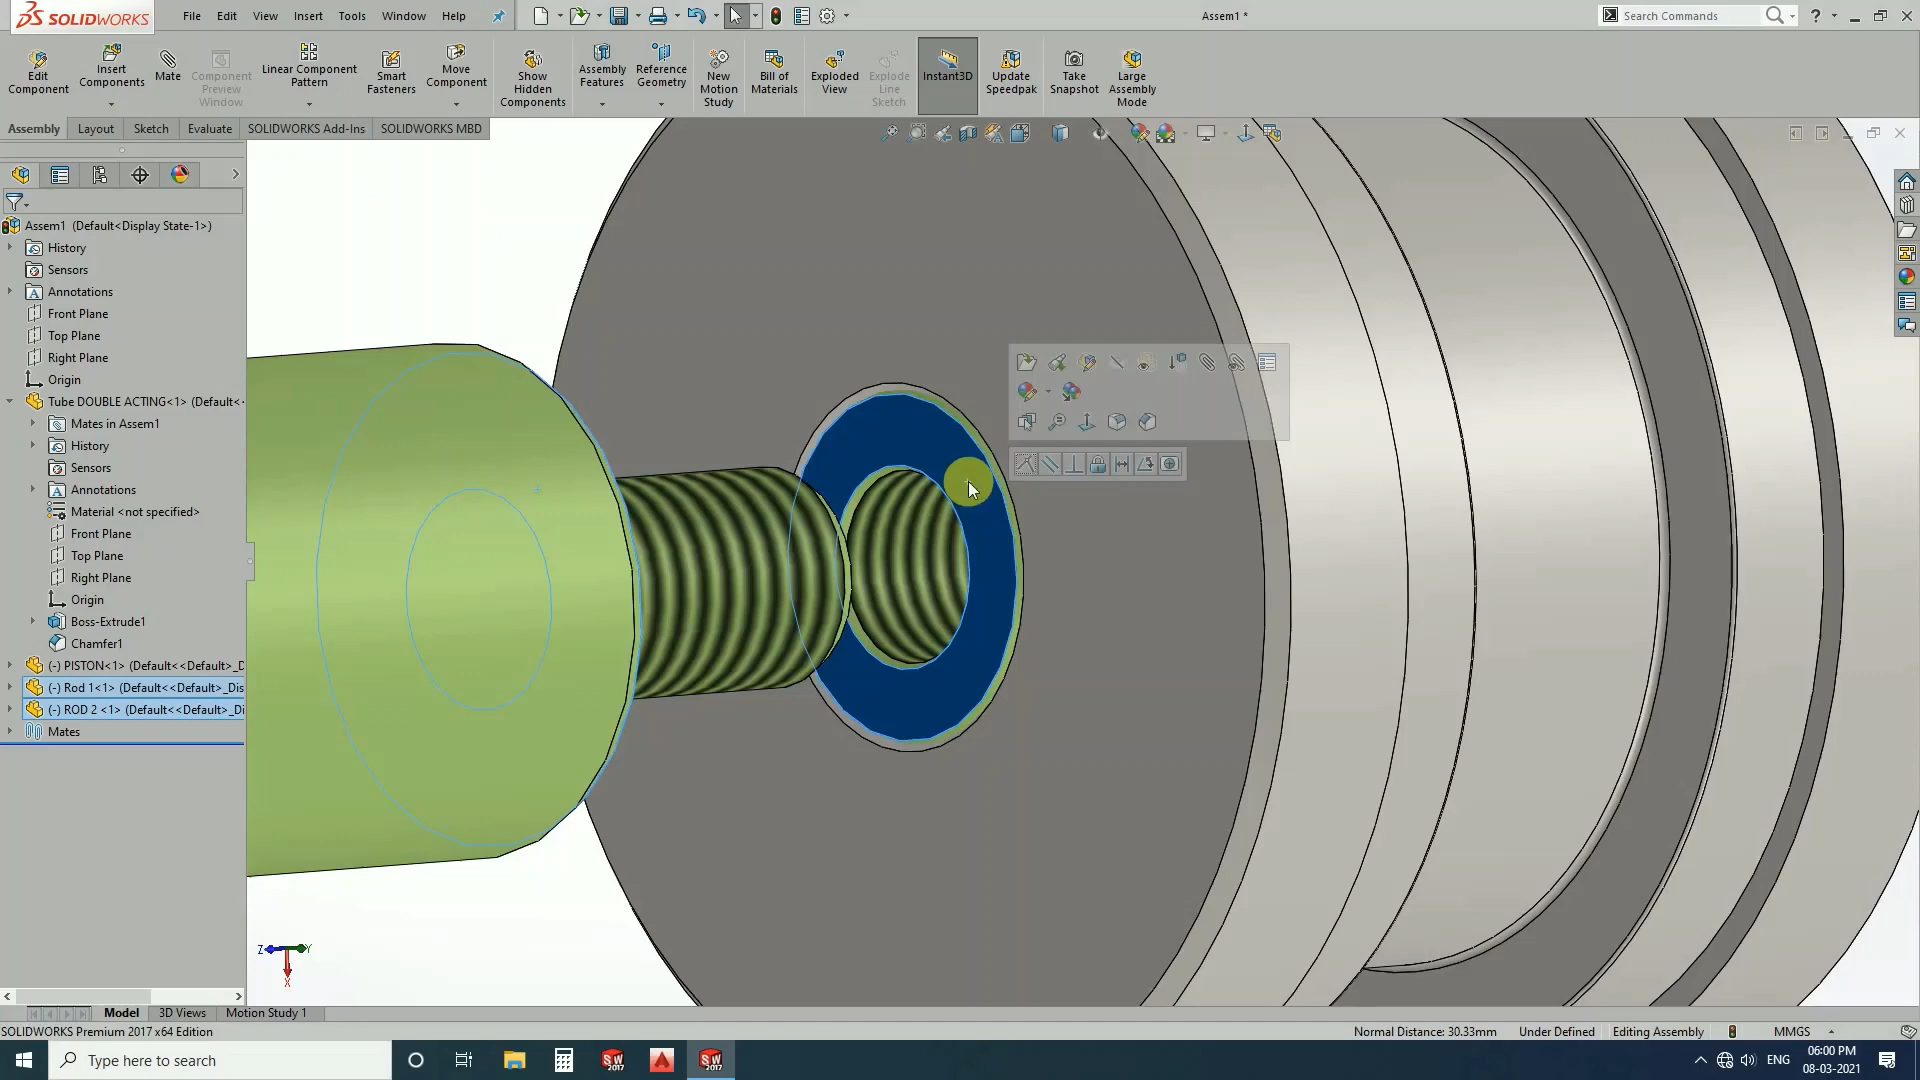 SOLIDWORKS
File Edit View Insert Tools Window Help
Assem1 *
Search Commands
Edit Component
Insert Components
Mate
Component Preview Window
Linear Component Pattern
Smart Fasteners
Move Component
Show Hidden Components
Assembly Features
Reference Geometry
New Motion Study
Bill of Materials
Exploded View
Explode Line Sketch
Instant3D
Update Speedpak
Take Snapshot
Large Assembly Mode
Assembly Layout Sketch Evaluate SOLIDWORKS Add-Ins SOLIDWORKS MBD
Assem1 (Default<Display State-1>)
History
Sensors
Annotations
Front Plane
Top Plane
Right Plane
Origin
Tube DOUBLE ACTING<1> (Default<
Mates in Assem1
History
Sensors
Annotations
Material <not specified>
Front Plane
Top Plane
Right Plane
Origin
Boss-Extrude1
Chamfer1
(-) PISTON<1> (Default<<Default>_D
(-) Rod 1<1> (Default<<Default>_Dis
(-) ROD 2 <1> (Default<<Default>_Di
Mates
Z Y
X
Model 3D Views Motion Study 1
SOLIDWORKS Premium 2017 x64 Edition
Normal Distance: 30.33mm Under Defined Editing Assembly MMGS
Type here to search
SW 2017
SW 2017
ENG
06:00 PM
08-03-2021